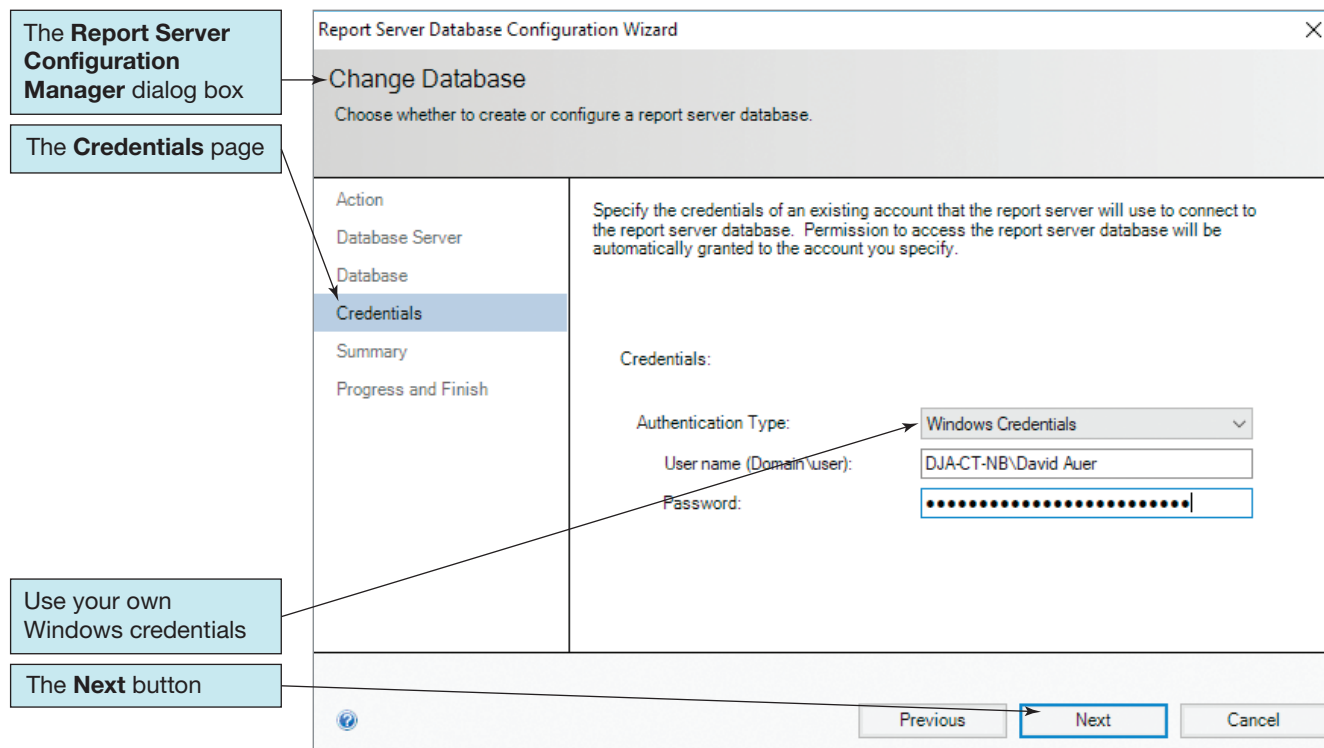 The Report Server
Configuration
Manager dialog box
The Credentials page
Use your own
Windows credentials
The Next button
Report Server Database Configuration Wizard
Change Database
Choose whether to create or configure a report server database.
Action
Database Server
Database
Credentials
Summary
Progress and Finish
Specify the credentials of an existing account that the report server will use to connect to
the report server database. Permission to access the report server database will be
automatically granted to the account you specify.
Credentials:
Authentication Type:
Windows Credentials
User name (Domain\user):
DJA-CT-NB\David Auer
Password:
●●●●●●●●●●●●●●●●●●●●●●●●●
Previous
Next
Cancel